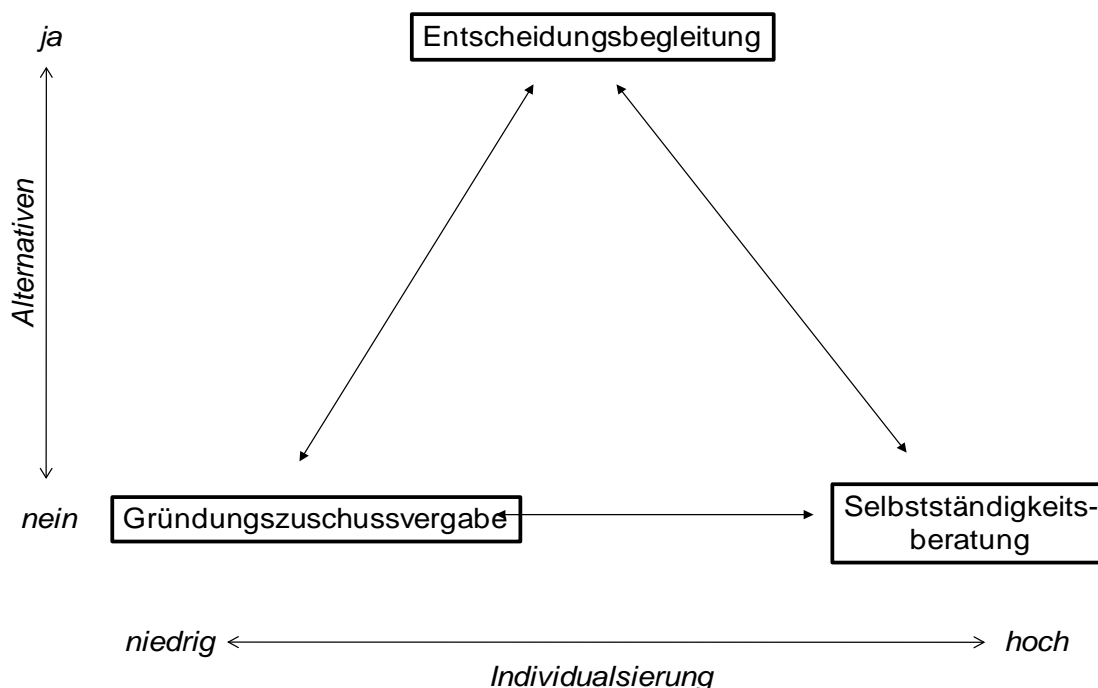 ja
Entscheidungsbegleitung
Alternativen
nein
Gründungszuschussvergabe
Selbstständigkeits-
beratung
niedrig
hoch
Individualsierung